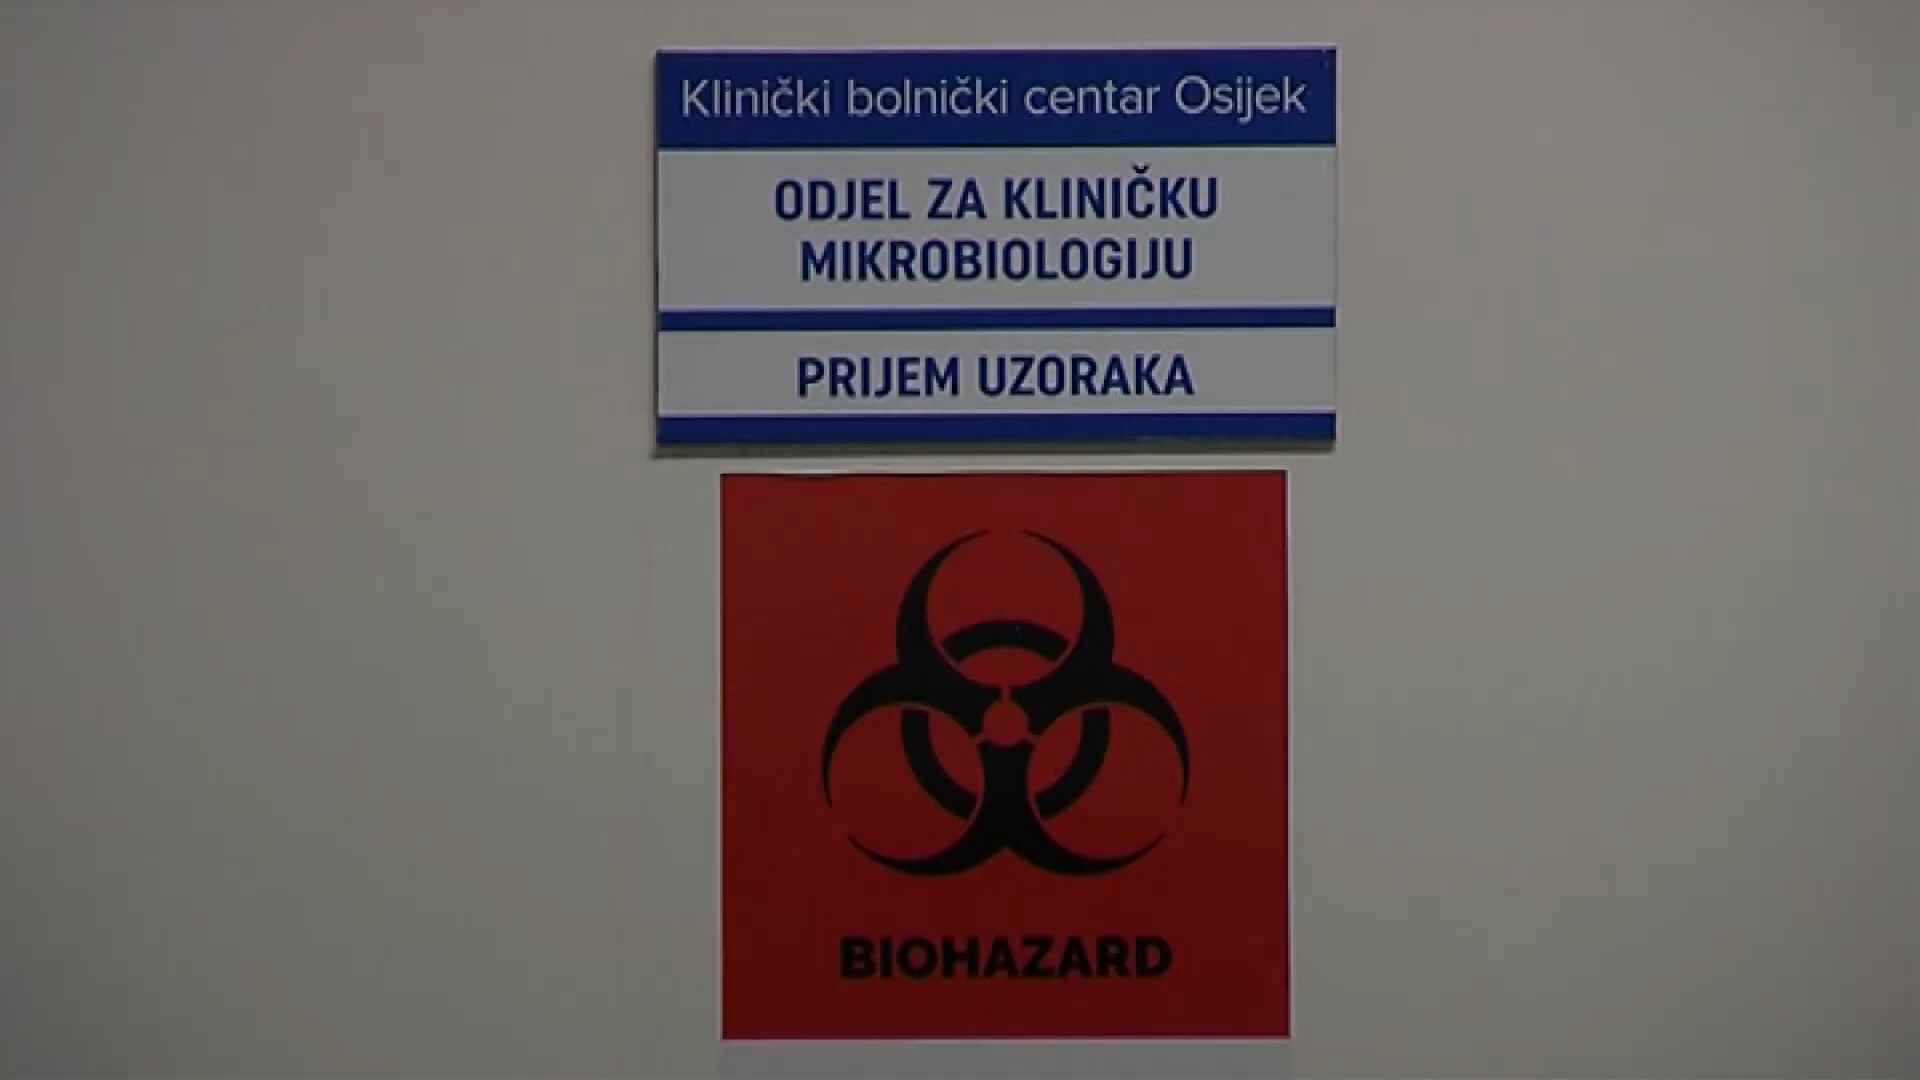 Klinički bolnički centar Osijek
ODJEL ZA KLINIČKU
MIKROBIOLOGIJU
PRIJEM UZORAKA
BIOHAZARD